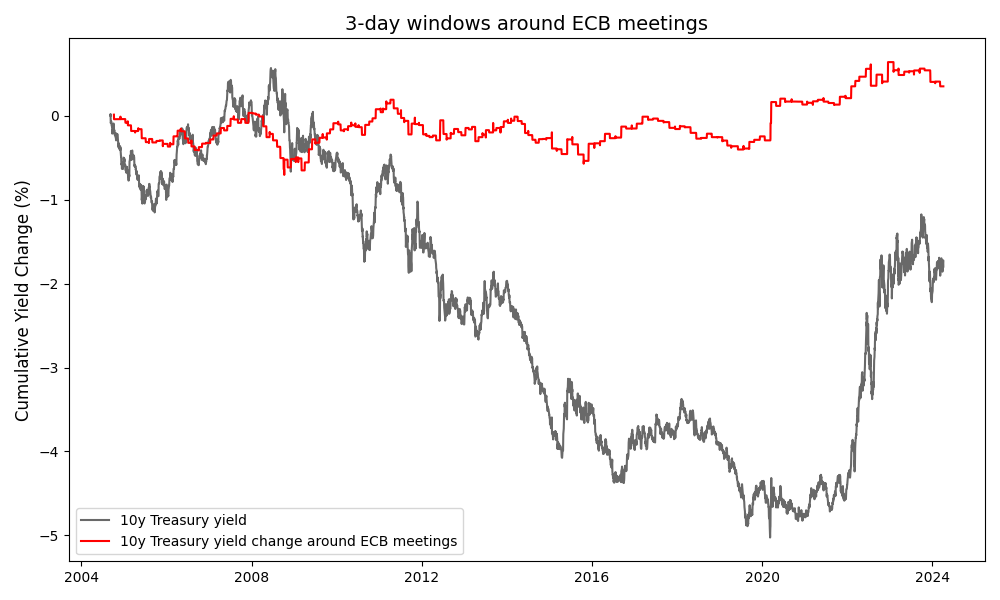 3-day windows around ECB meetings
Cumulative Yield Change (%)
0
−1
−2
−3
−4
−5
10y Treasury yield
10y Treasury yield change around ECB meetings
2004 2008 2012 2016 2020 2024